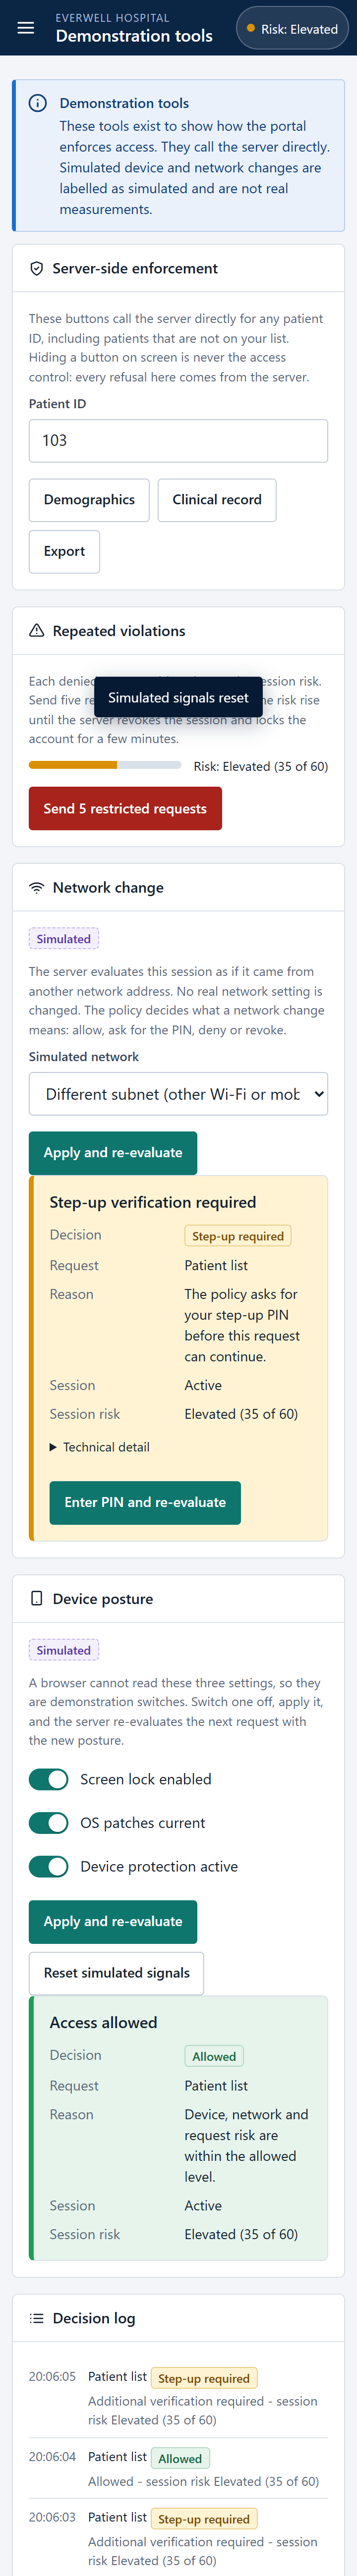 EVERWELL HOSPITAL
Demonstration tools
Risk: Elevated
Demonstration tools
These tools exist to show how the portal
enforces access. They call the server directly.
Simulated device and network changes are
labelled as simulated and are not real
measurements.
Server-side enforcement
These buttons call the server directly for any patient
ID, including patients that are not on your list.
Hiding a button on screen is never the access
control: every refusal here comes from the server.
Patient ID
103
Demographics
Clinical record
Export
Repeated violations
Each denied session risk.
Send five risk rise
Simulated signals reset
until the server revokes the session and locks the
account for a few minutes.
Risk: Elevated (35 of 60)
Send 5 restricted requests
Network change
Simulated
The server evaluates this session as if it came from
another network address. No real network setting is
changed. The policy decides what a network change
means: allow, ask for the PIN, deny or revoke.
Simulated network
Different subnet (other Wi-Fi or mob
Apply and re-evaluate
Step-up verification required
Decision Step-up required
Request Patient list
Reason The policy asks for
your step-up PIN
before this request
can continue.
Session Active
Session risk Elevated (35 of 60)
Technical detail
Enter PIN and re-evaluate
Device posture
Simulated
A browser cannot read these three settings, so they
are demonstration switches. Switch one off, apply it,
and the server re-evaluates the next request with
the new posture.
Screen lock enabled
OS patches current
Device protection active
Apply and re-evaluate
Reset simulated signals
Access allowed
Decision Allowed
Request Patient list
Reason Device, network and
request risk are
within the allowed
level.
Session Active
Session risk Elevated (35 of 60)
Decision log
20:06:05 Patient list Step-up required
Additional verification required - session
risk Elevated (35 of 60)
20:06:04 Patient list Allowed
Allowed - session risk Elevated (35 of 60)
20:06:03 Patient list Step-up required
Additional verification required - session
risk Elevated (35 of 60)